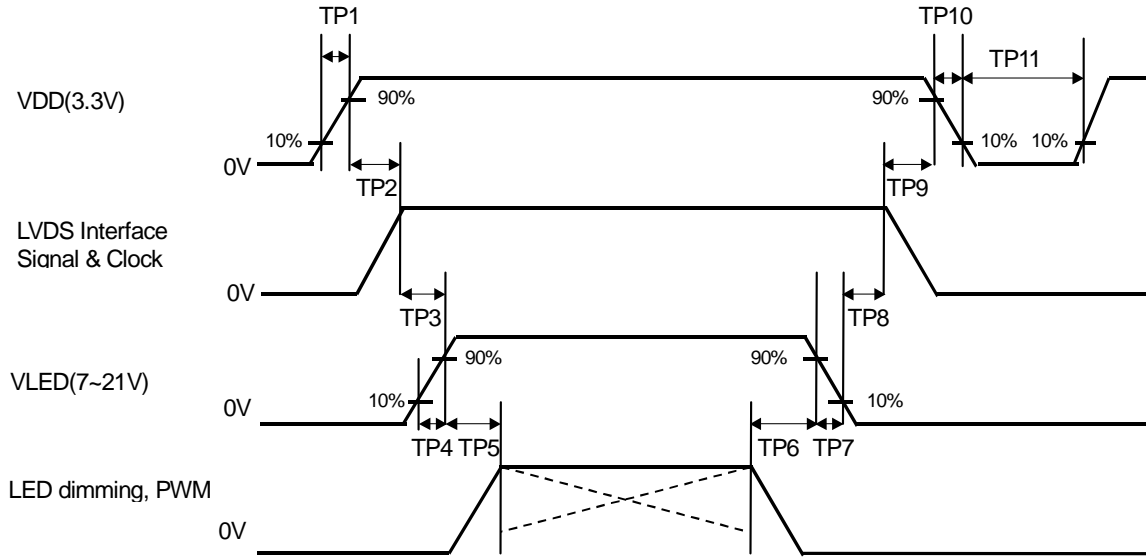 TP1
TP10
TP11
VDD(3.3V)
90%
90%
10%
10%
10%
0V
TP2
TP9
LVDS Interface
Signal & Clock
0V
TP3
TP8
90%
90%
VLED(7~21V)
10%
10%
0V
TP4
TP5
TP6
TP7
LED dimming, PWM
0V